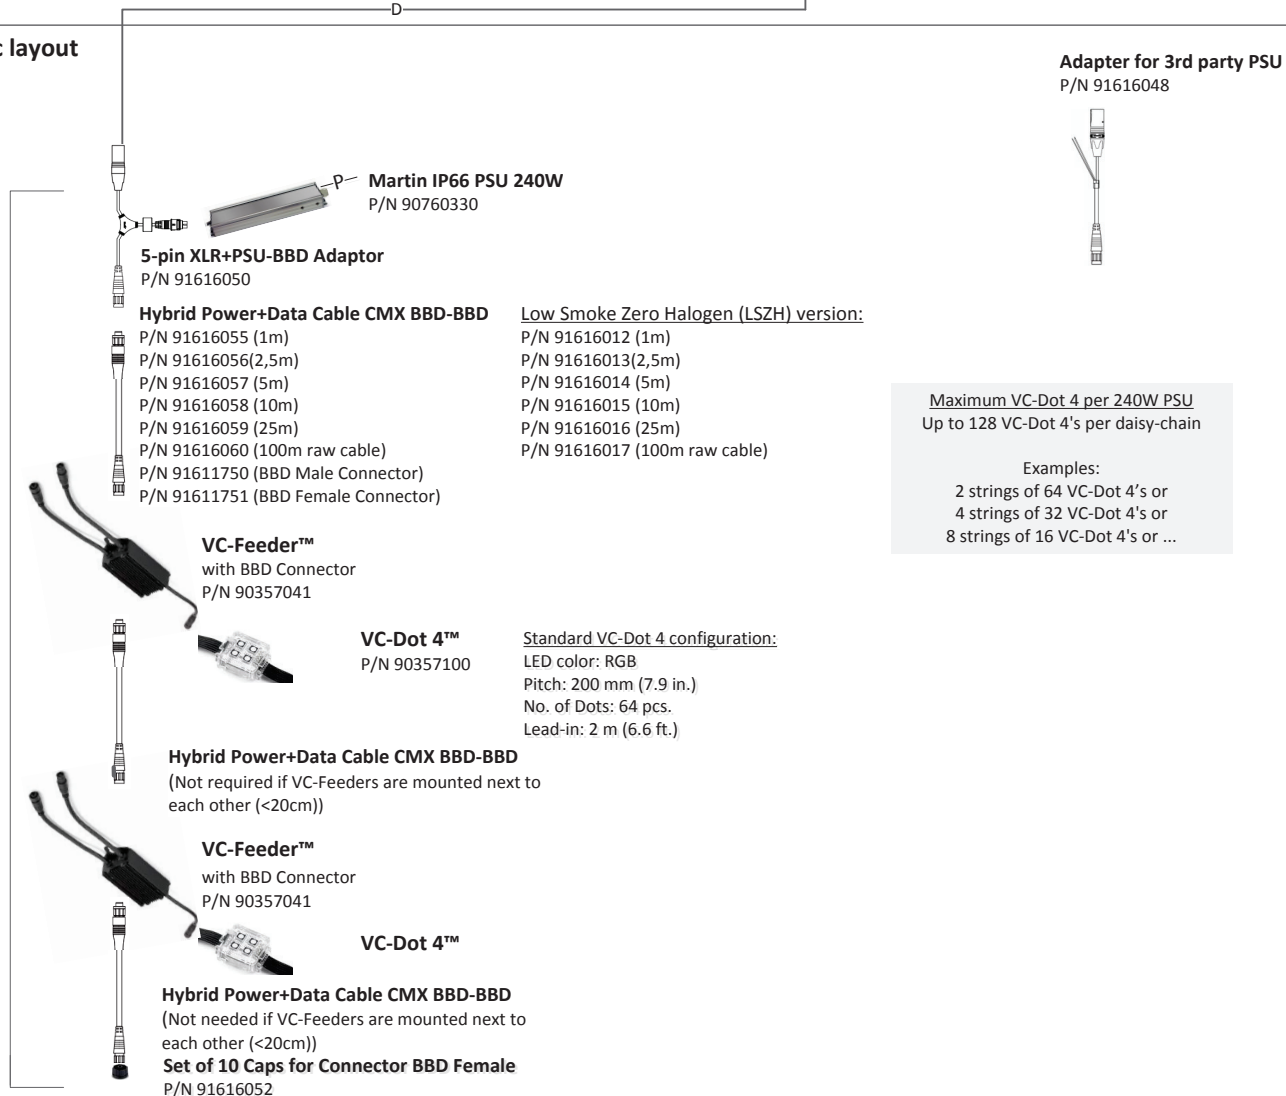 D
c layout
Adapter for 3rd party PSU
P/N 91616048
P
Martin IP66 PSU 240W
P/N 90760330
5-pin XLR+PSU-BBD Adaptor
P/N 91616050
Hybrid Power+Data Cable CMX BBD-BBD
P/N 91616055 (1m)
P/N 91616056(2,5m)
P/N 91616057 (5m)
P/N 91616058 (10m)
P/N 91616059 (25m)
P/N 91616060 (100m raw cable)
P/N 91611750 (BBD Male Connector)
P/N 91611751 (BBD Female Connector)
Low Smoke Zero Halogen (LSZH) version:
P/N 91616012 (1m)
P/N 91616013(2,5m)
P/N 91616014 (5m)
P/N 91616015 (10m)
P/N 91616016 (25m)
P/N 91616017 (100m raw cable)
Maximum VC-Dot 4 per 240W PSU
Up to 128 VC-Dot 4's per daisy-chain
Examples:
2 strings of 64 VC-Dot 4’s or
4 strings of 32 VC-Dot 4's or
8 strings of 16 VC-Dot 4's or ...
VC-Feeder™
with BBD Connector
P/N 90357041
VC-Dot 4™
P/N 90357100
Standard VC-Dot 4 configuration:
LED color: RGB
Pitch: 200 mm (7.9 in.)
No. of Dots: 64 pcs.
Lead-in: 2 m (6.6 ft.)
Hybrid Power+Data Cable CMX BBD-BBD
(Not required if VC-Feeders are mounted next to
each other (<20cm))
VC-Feeder™
with BBD Connector
P/N 90357041
VC-Dot 4™
Hybrid Power+Data Cable CMX BBD-BBD
(Not needed if VC-Feeders are mounted next to
each other (<20cm))
Set of 10 Caps for Connector BBD Female
P/N 91616052